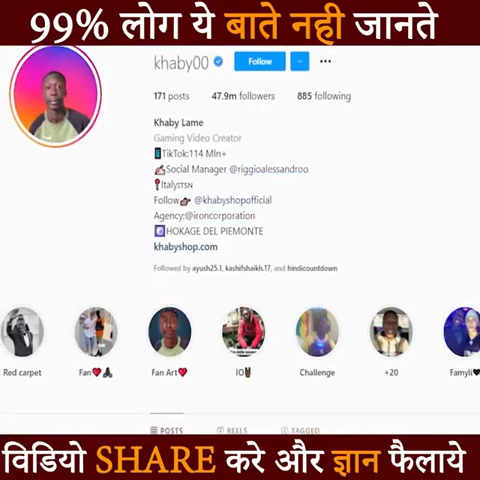 99% लोग ये बाते नही जानते
khaby00 Follow
171 posts 47.9m followers 885 following
Khaby Lame
Gaming Video Creator
📱TikTok:114 Mln+
✍🏿Social Manager @riggioalessandroo
📍ItalyITSN
Follow👉🏿 @khabyshopofficial
Agency:@ironcorporation
HOKAGE DEL PIEMONTE
khabyshop.com
Followed by ayush25.1, kashifshaikh.17, and hindicountdown
Red carpet Fan❤️🙏🏿 Fan Art❤️ IO🤘🏿 Challenge +20 Famyli🖤
POSTS REELS TAGGED
विडियो SHARE करे और ज्ञान फैलाये